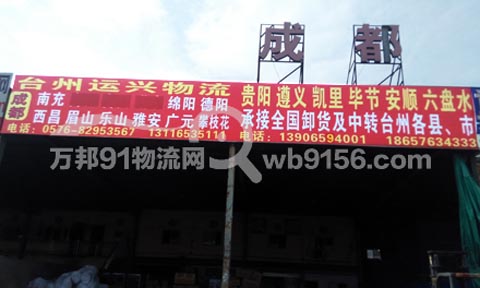 成都
台州运兴物流
成都
南充 绵阳 德阳
西昌 眉山 乐山 雅安 广元 攀枝花
电话：0576-82953567 13116535111
贵阳 遵义 凯里 毕节 安顺 六盘水
承接全国卸货及中转台州各县、市
电话：13906594001 18657634333
万邦91物流网 wb9156.com